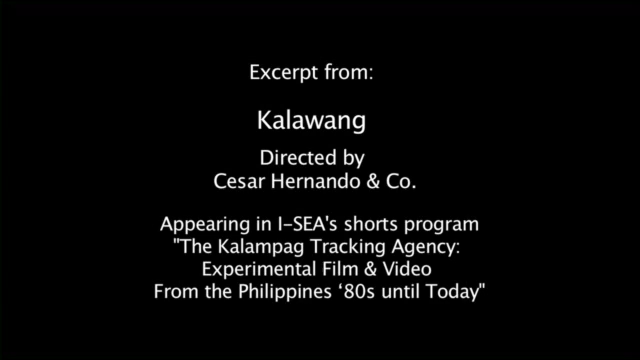 Excerpt from:
Kalawang
Directed by
Cesar Hernando & Co.
Appearing in I-SEA's shorts program
"The Kalampag Tracking Agency:
Experimental Film & Video
From the Philippines ‘80s until Today"